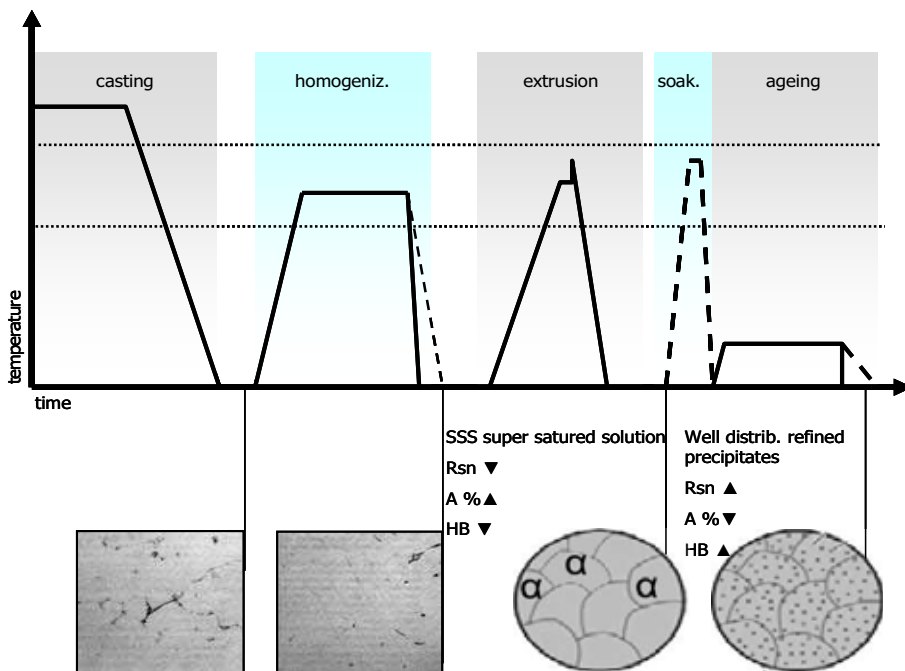 casting
homogeniz.
extrusion
soak.
ageing
temperature
time
SSS super satured solution
Rsn ▼
A %▲
HB ▼
Well distrib. refined
precipitates
Rsn ▲
A %▼
HB ▲
α
α
α